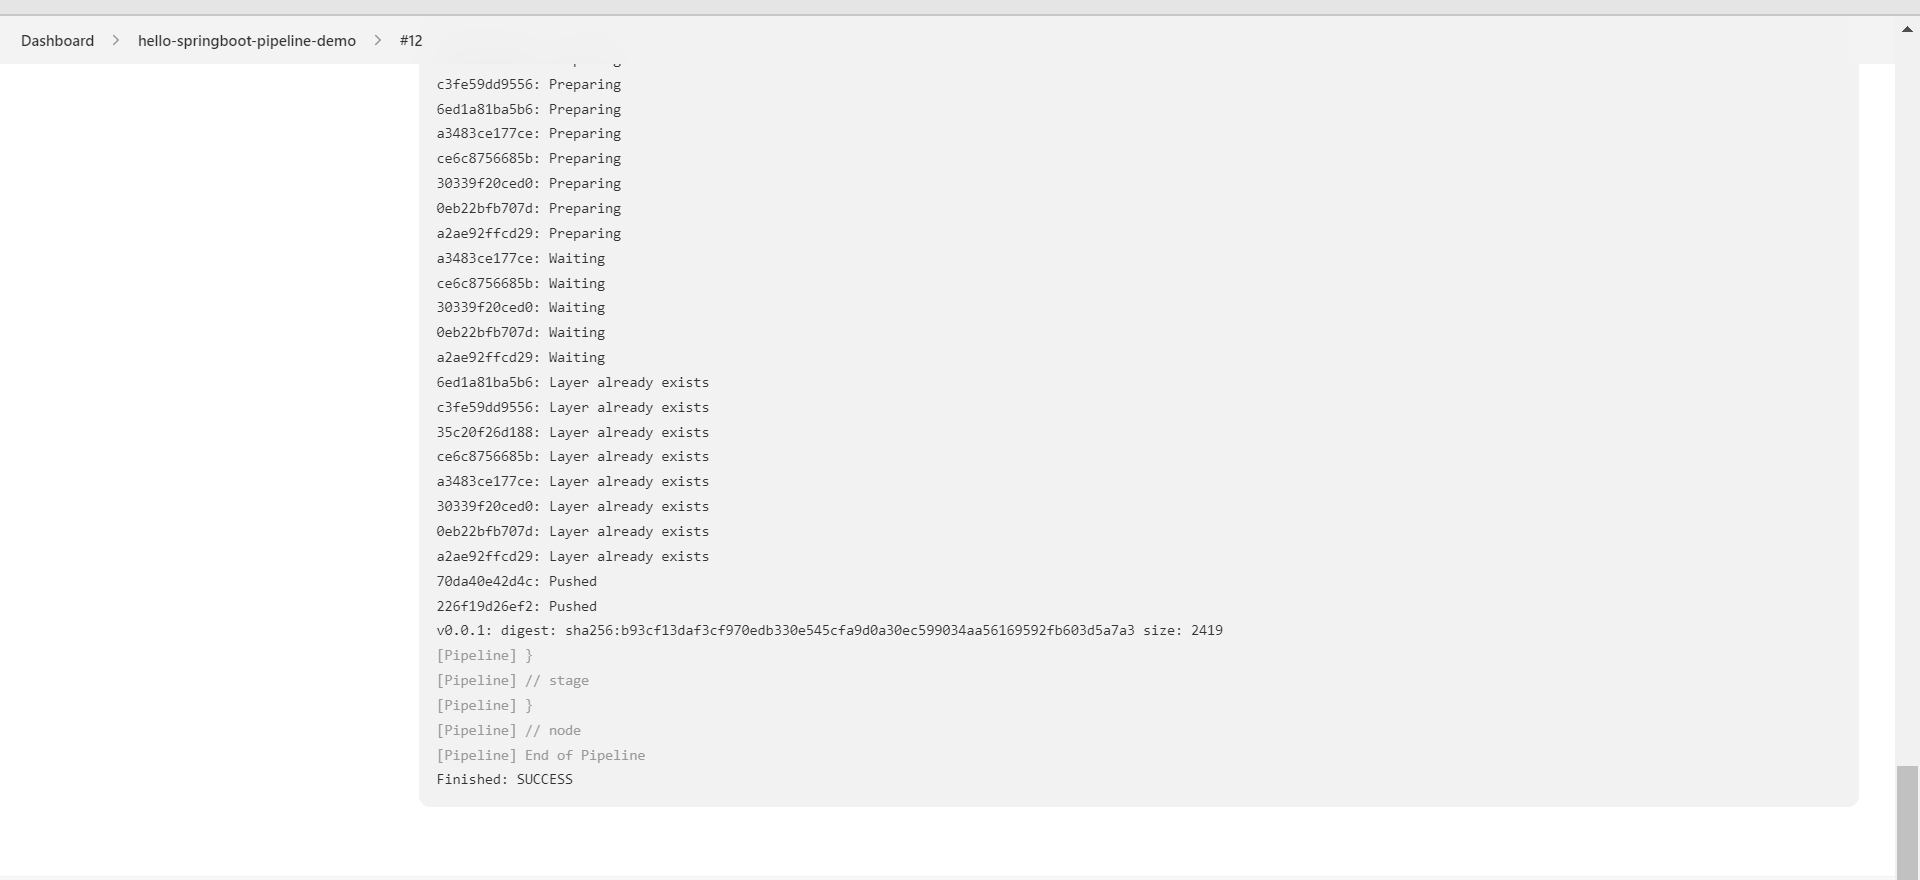 Dashboard > hello-springboot-pipeline-demo > #12
c3fe59dd9556: Preparing
6ed1a81ba5b6: Preparing
a3483ce177ce: Preparing
ce6c8756685b: Preparing
30339f20ced0: Preparing
0eb22bfb707d: Preparing
a2ae92ffcd29: Preparing
a3483ce177ce: Waiting
ce6c8756685b: Waiting
30339f20ced0: Waiting
0eb22bfb707d: Waiting
a2ae92ffcd29: Waiting
6ed1a81ba5b6: Layer already exists
c3fe59dd9556: Layer already exists
35c20f26d188: Layer already exists
ce6c8756685b: Layer already exists
a3483ce177ce: Layer already exists
30339f20ced0: Layer already exists
0eb22bfb707d: Layer already exists
a2ae92ffcd29: Layer already exists
70da40e42d4c: Pushed
226f19d26ef2: Pushed
v0.0.1: digest: sha256:b93cf13daf3cf970edb330e545cfa9d0a30ec599034aa56169592fb603d5a7a3 size: 2419
[Pipeline] }
[Pipeline] // stage
[Pipeline] }
[Pipeline] // node
[Pipeline] End of Pipeline
Finished: SUCCESS